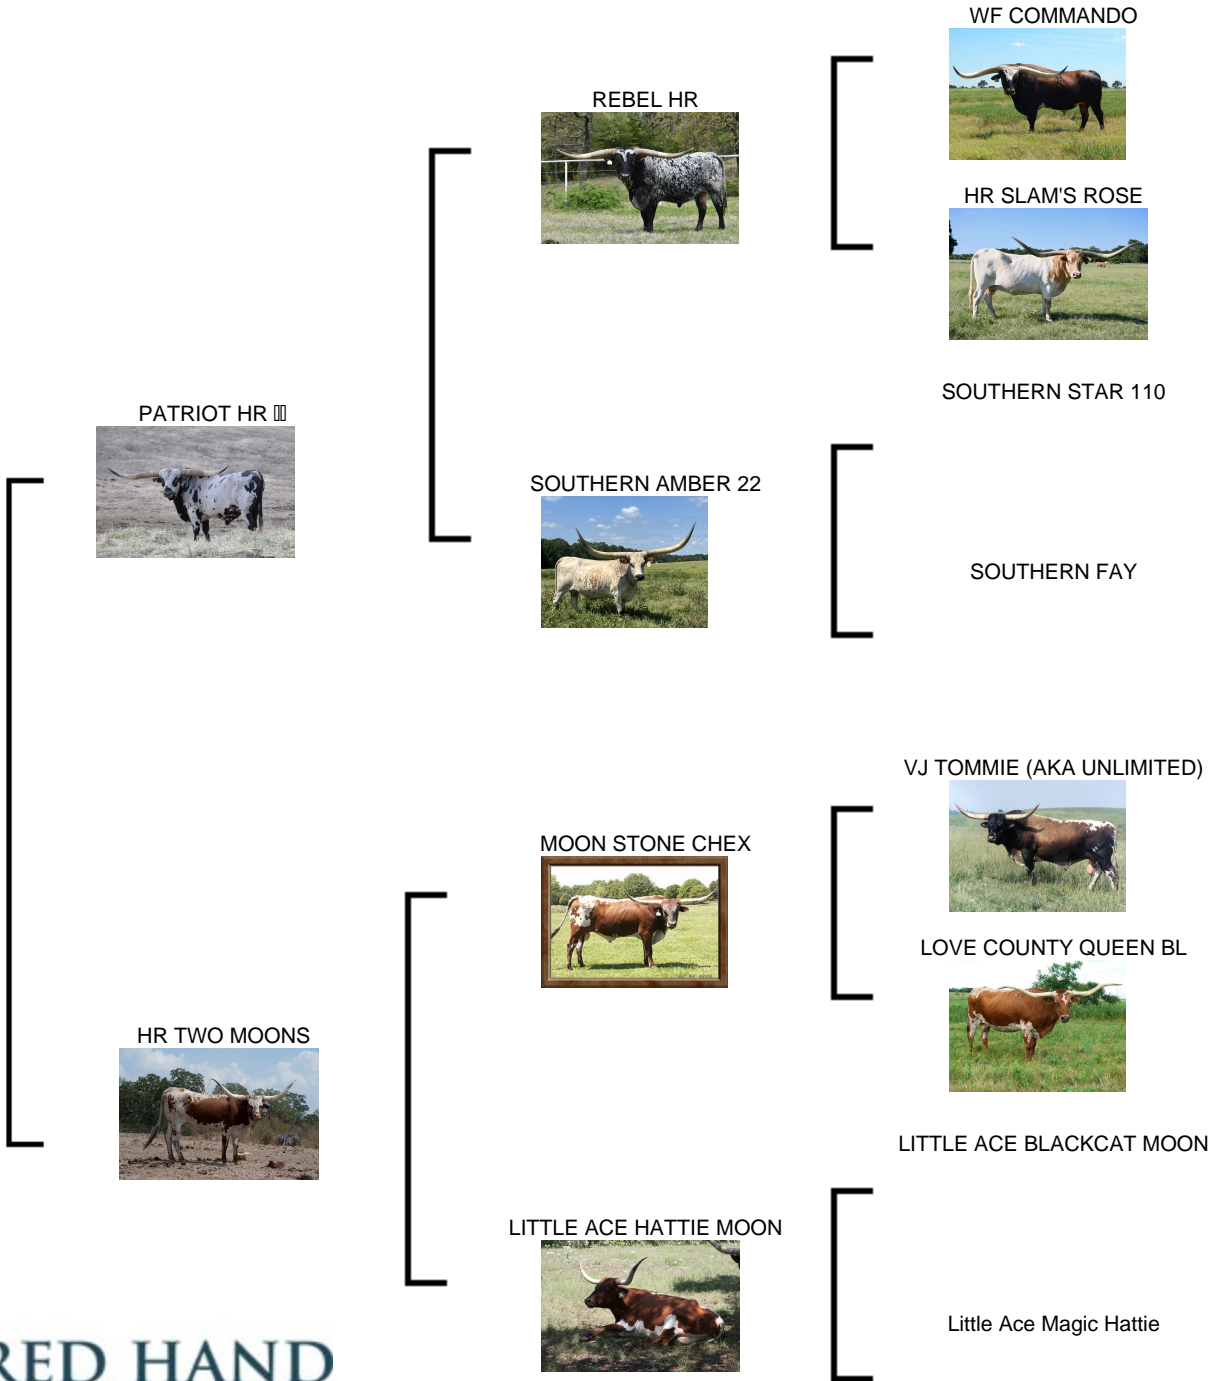 WF COMMANDO
REBEL HR
HR SLAM'S ROSE
SOUTHERN STAR 110
PATRIOT HR
SOUTHERN AMBER 22
SOUTHERN FAY
VJ TOMMIE (AKA UNLIMITED)
MOON STONE CHEX
LOVE COUNTY QUEEN BL
HR TWO MOONS
LITTLE ACE BLACKCAT MOON
LITTLE ACE HATTIE MOON
Little Ace Magic Hattie
RED HAND